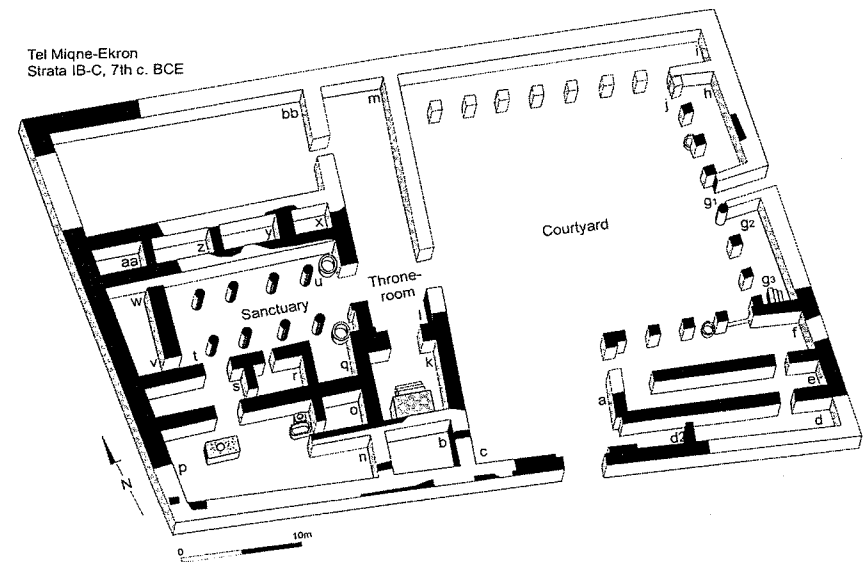 Tel Miqne-Ekron
Strata IB-C, 7th c. BCE
i
h
m
bb
j
g1
g2
x
y
z
aa
Courtyard
Throne-
room
u
Sanctuary
w
g3
l
f
t
v
q
r
s
k
e
a
o
d
d2
b
c
n
p
N
0
10m